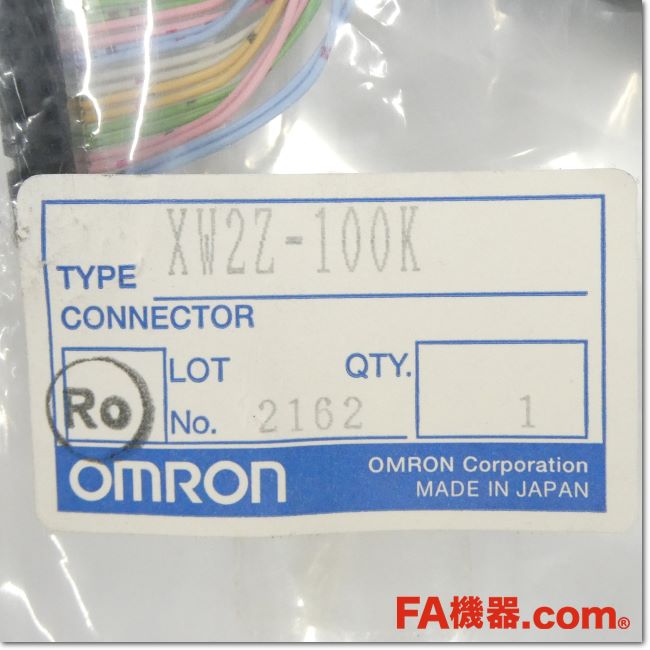 TYPE XW2Z-100K
CONNECTOR
Ro
LOT No. 2162
QTY. 1
OMRON
OMRON Corporation
MADE IN JAPAN
FA機器.com®